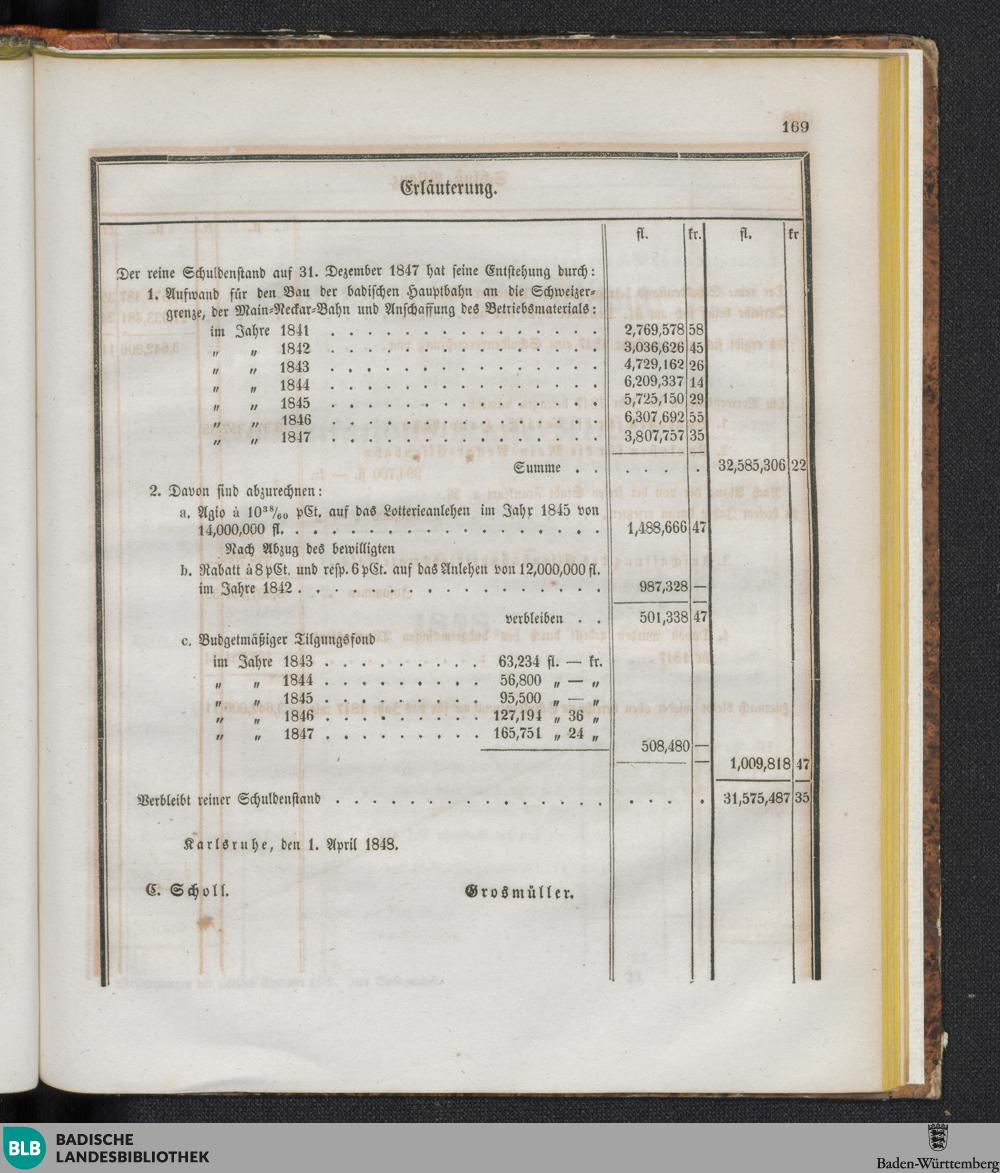 169
Erläuterung.
fl. kr. fl. kr
Der reine Schuldenstand auf 31. Dezember 1847 hat seine Entstehung durch:
1. Aufwand für den Bau der badischen Hauptbahn an die Schweizer-
grenze, der Main-Neckar-Bahn und Anschaffung des Betriebsmaterials:
im Jahre 1841 . . . . . . . . . . . . . . . 2,769,578 58
„ „ 1842 . . . . . . . . . . . . . . . 3,036,626 45
„ „ 1843 . . . . . . . . . . . . . . . 4,729,162 26
„ „ 1844 . . . . . . . . . . . . . . . 6,209,337 14
„ „ 1845 . . . . . . . . . . . . . . . 5,725,150 29
„ „ 1846 . . . . . . . . . . . . . . . 6,307,692 55
„ „ 1847 . . . . . . . . . . . . . . . 3,807,757 35
Summe . . . . . . 32,585,306 22
2. Davon sind abzurechnen:
a. Agio à 10³⁸/₆₀ pCt. auf das Lotterieanlehen im Jahr 1845 von
14,000,000 fl. . . . . . . . . . . . . . . . 1,488,666 47
Nach Abzug des bewilligten
b. Rabatt à 8 pCt. und resp. 6 pCt. auf das Anlehen von 12,000,000 fl.
im Jahre 1842 . . . . . . . . . . . . . . . 987,328 —
verbleiben . . 501,338 47
c. Budgetmäßiger Tilgungsfond
im Jahre 1843 . . . . . . . . . 63,234 fl. — kr.
„ „ 1844 . . . . . . . . . 56,800 „ — „
„ „ 1845 . . . . . . . . . 95,500 „ — „
„ „ 1846 . . . . . . . . . 127,194 „ 36 „
„ „ 1847 . . . . . . . . . 165,751 „ 24 „
508,480 —
1,009,818 47
Verbleibt reiner Schuldenstand . . . . . . . . . . . . . . . . . . 31,575,487 35
Karlsruhe, den 1. April 1848.
C. Scholl. Grosmüller.
BLB BADISCHE
LANDESBIBLIOTHEK
Baden-Württemberg